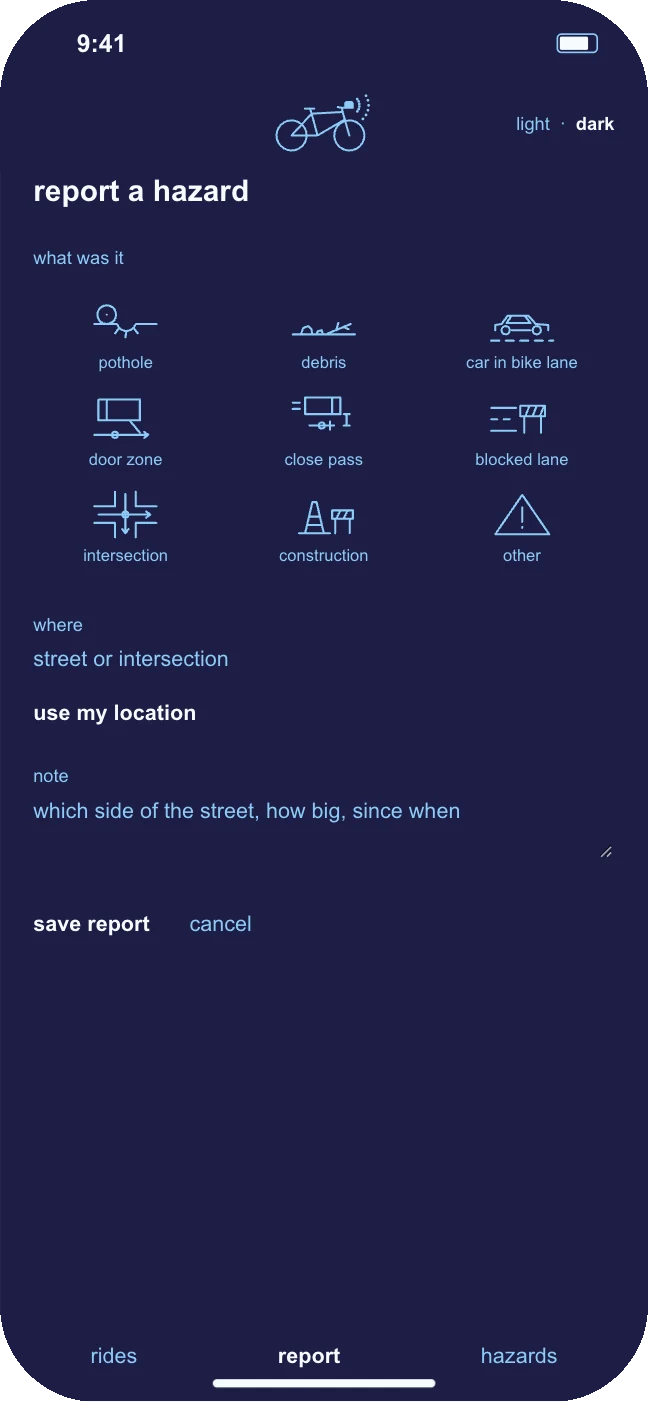 9:41
light · dark
report a hazard
what was it
pothole debris car in bike lane
door zone close pass blocked lane
intersection construction other
where
street or intersection
use my location
note
which side of the street, how big, since when
save report cancel
rides report hazards